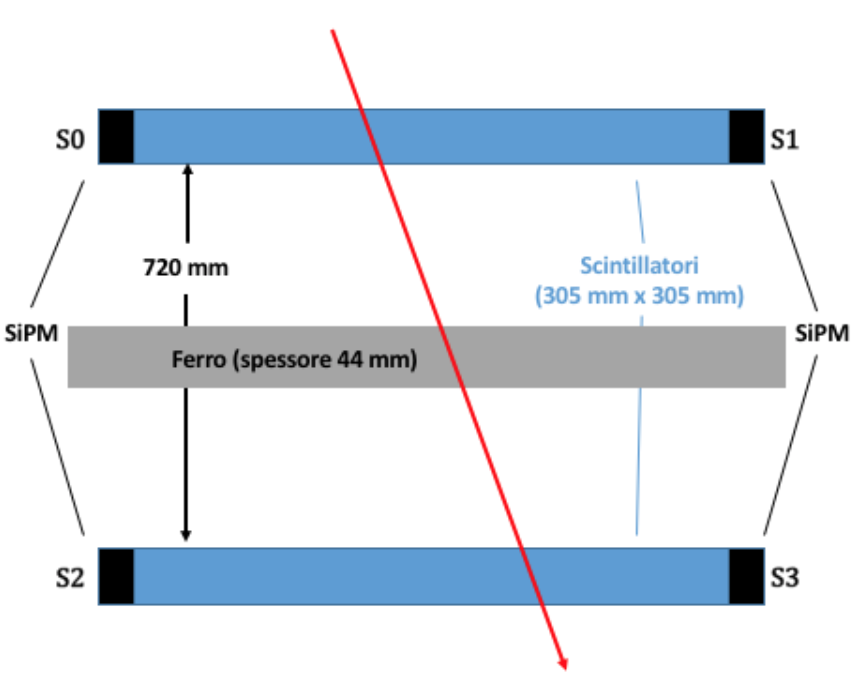 S0
S1
720 mm
Scintillatori
(305 mm x 305 mm)
SiPM
SiPM
Ferro (spessore 44 mm)
S2
S3